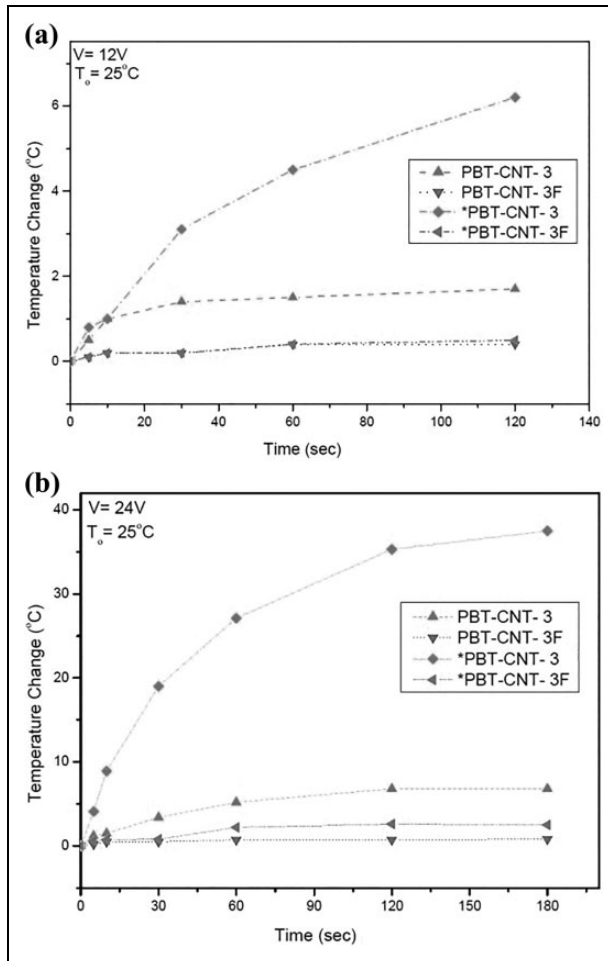 (a)
V= 12V
To= 25°C
6
4
2
0
Temperature Change (°C)
PBT-CNT- 3
PBT-CNT- 3F
*PBT-CNT- 3
*PBT-CNT- 3F
0 20 40 60 80 100 120 140
Time (sec)
(b)
V= 24V
To= 25°C
40
30
20
10
0
Temperature Change (°C)
PBT-CNT- 3
PBT-CNT- 3F
*PBT-CNT- 3
*PBT-CNT- 3F
0 30 60 90 120 150 180
Time (sec)